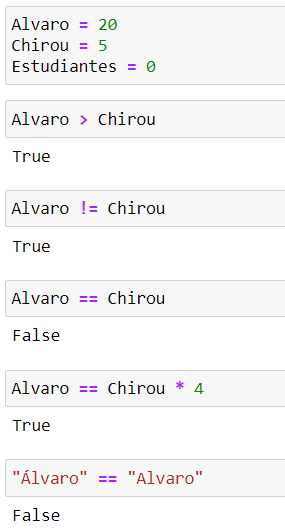 Alvaro = 20
Chirou = 5
Estudiantes = 0
Alvaro > Chirou
True
Alvaro != Chirou
True
Alvaro == Chirou
False
Alvaro == Chirou * 4
True
"Álvaro" == "Alvaro"
False